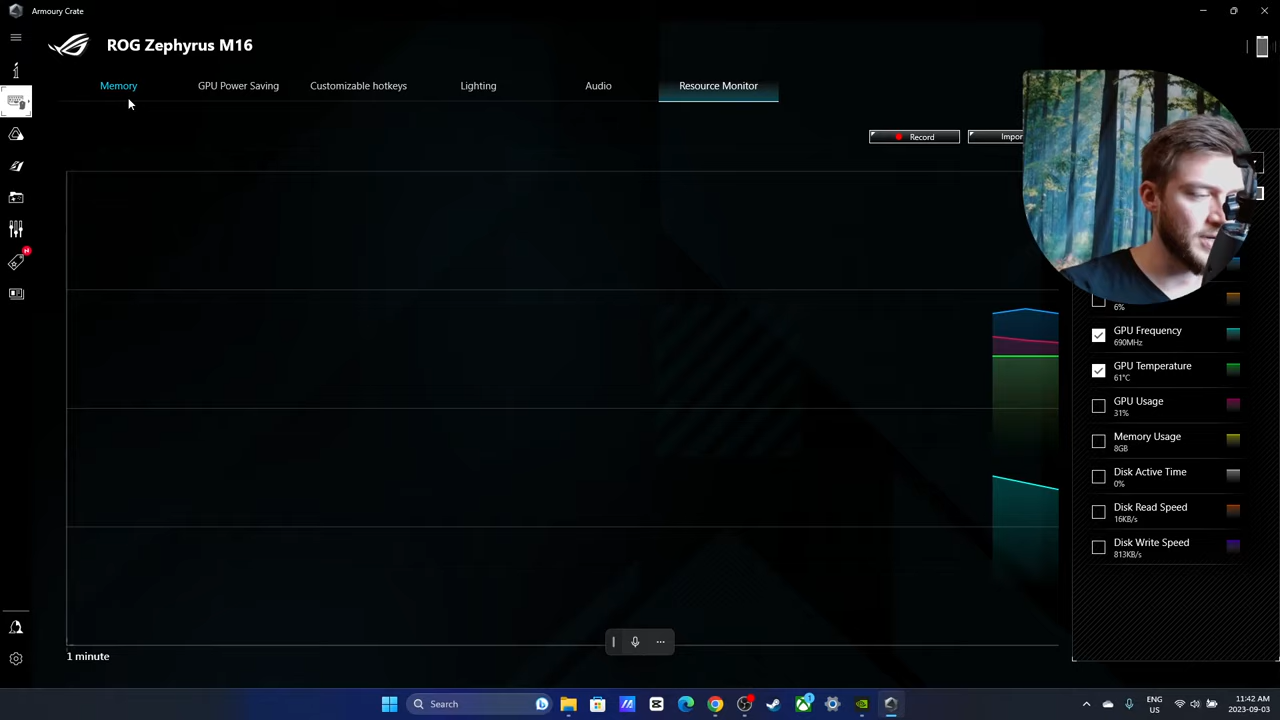 Armoury Crate
ROG Zephyrus M16
Memory
GPU Power Saving
Customizable hotkeys
Lighting
Audio
Resource Monitor
Record
Impor
6%
GPU Frequency
690MHz
GPU Temperature
61°C
GPU Usage
31%
Memory Usage
8GB
Disk Active Time
0%
Disk Read Speed
16KB/s
Disk Write Speed
813KB/s
1 minute
Search
ENG
US
11:42 AM
2023-09-03